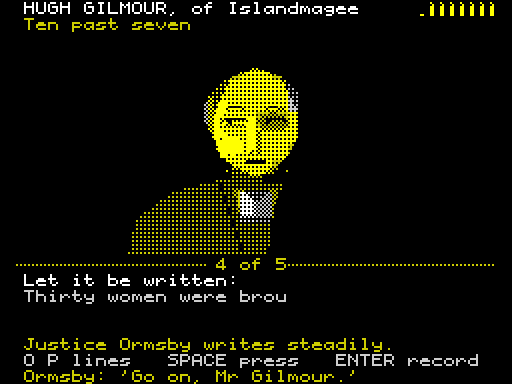 HUGH GILMOUR, of Islandmagee
Ten past seven
4 of 5
Let it be written:
Thirty women were brou
Justice Ormsby writes steadily.
O P lines SPACE press ENTER record
Ormsby: 'Go on, Mr Gilmour.'